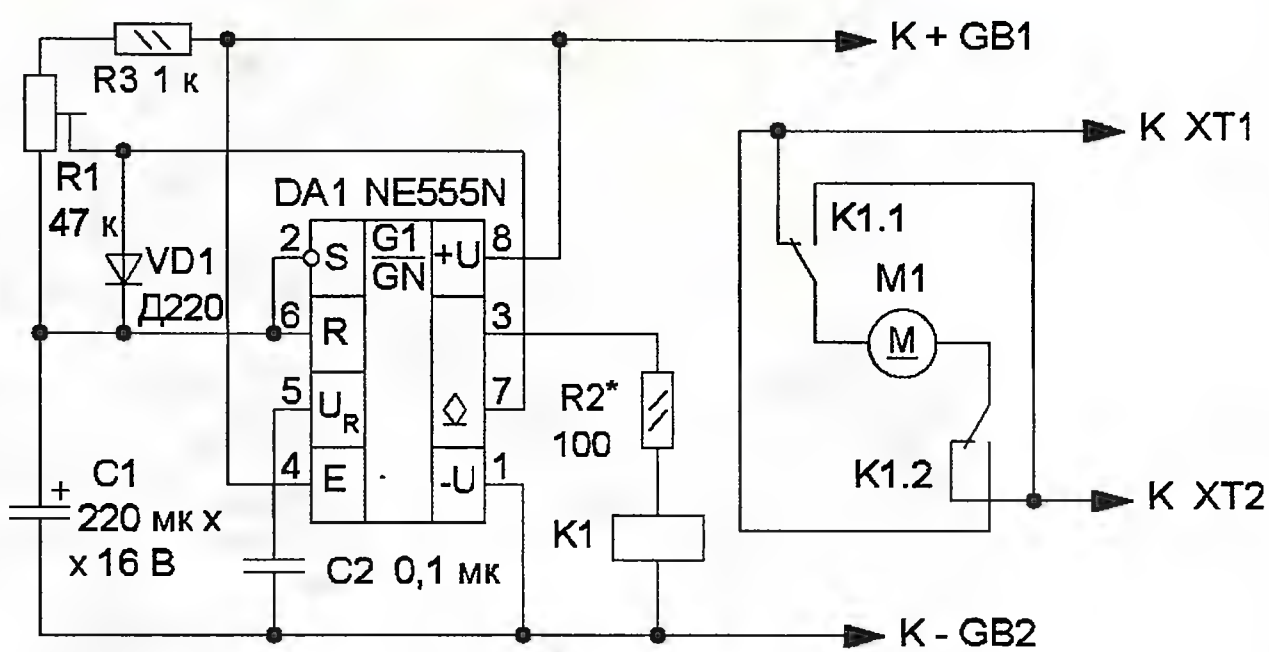 K + GB1
R3 1 к
K XT1
R1
47 к
DA1 NE555N
K1.1
2
S
G1
GN
+U
8
VD1
Д220
M1
6
R
3
M
5
UR
7
R2*
100
4
E
-U
1
K1.2
C1
+
220 мк х
х 16 В
K1
K XT2
C2 0,1 мк
K - GB2